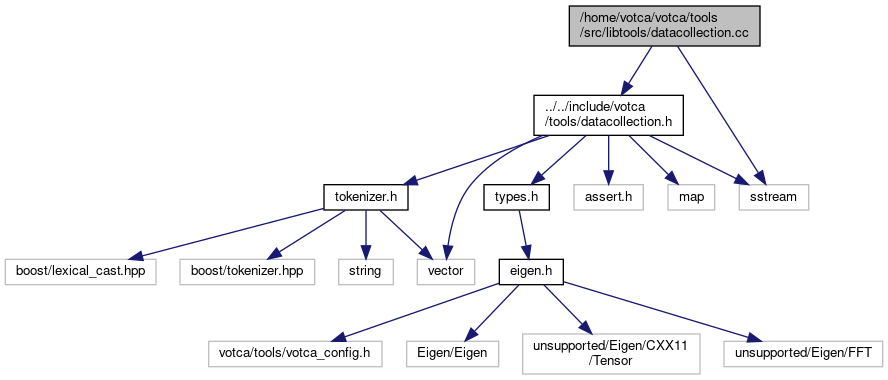 /home/votca/votca/tools
/src/libtools/datacollection.cc
../../include/votca
/tools/datacollection.h
tokenizer.h
types.h
assert.h
map
sstream
boost/lexical_cast.hpp
boost/tokenizer.hpp
string
vector
eigen.h
votca/tools/votca_config.h
Eigen/Eigen
unsupported/Eigen/CXX11
/Tensor
unsupported/Eigen/FFT